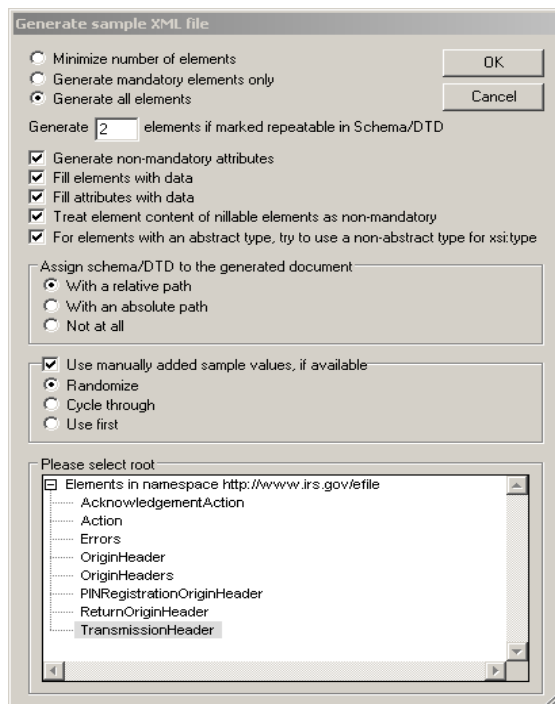 Generate sample XML file
Minimize number of elements
Generate mandatory elements only
Generate all elements
OK
Cancel
Generate 2 elements if marked repeatable in Schema/DTD
Generate non-mandatory attributes
Fill elements with data
Fill attributes with data
Treat element content of nillable elements as non-mandatory
For elements with an abstract type, try to use a non-abstract type for xsi:type
Assign schema/DTD to the generated document
With a relative path
With an absolute path
Not at all
Use manually added sample values, if available
Randomize
Cycle through
Use first
Please select root
Elements in namespace http://www.irs.gov/efile
AcknowledgementAction
Action
Errors
OriginHeader
OriginHeaders
PINRegistrationOriginHeader
ReturnOriginHeader
TransmissionHeader